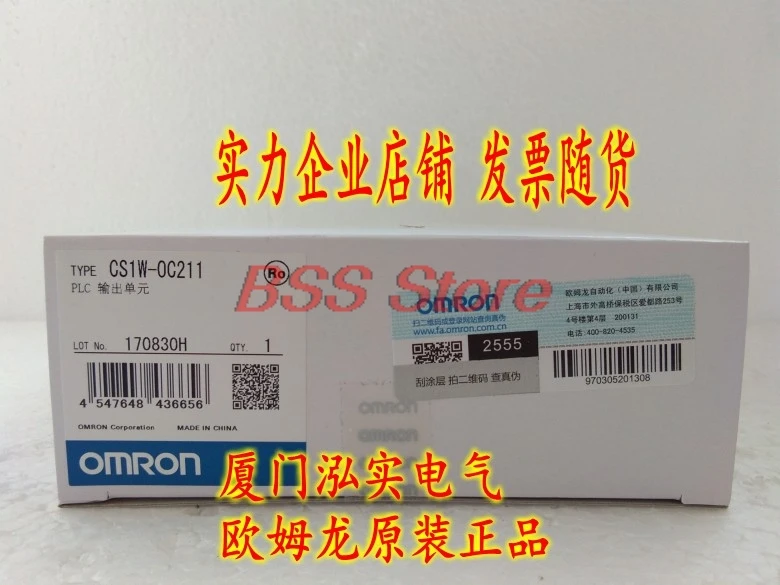 实力企业店铺 发票随货
TYPE CS1W-OC211
Ro
PLC 输出单元
BSS Store
LOT No. 170830H QTY. 1
4 547648 436656
OMRON Corporation MADE IN CHINA
OMRON
OMRON
扫二维码或登录网站查询真伪
www.fa.omron.com.cn
2555
刮涂层 扫二维码 查真伪
欧姆龙自动化（中国）有限公司
上海市外高桥保税区爱都路253号
4号楼第4层 200131
电话:400-820-4535
970305201308
OMRON
OMRON
OMRON
厦门泓实电气
欧姆龙原装正品